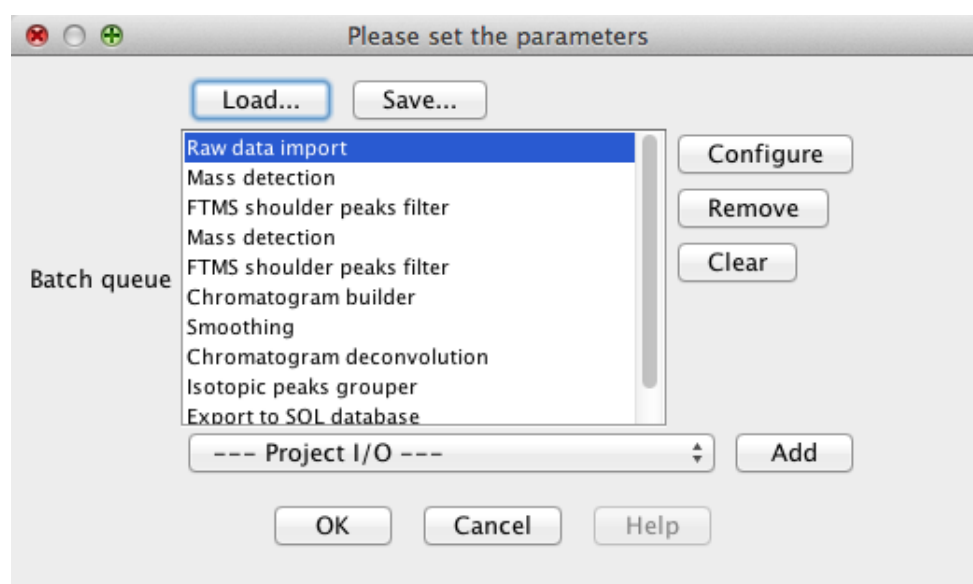 Please set the parameters
Load... Save...
Raw data import
Mass detection
FTMS shoulder peaks filter
Mass detection
FTMS shoulder peaks filter
Chromatogram builder
Smoothing
Chromatogram deconvolution
Isotopic peaks grouper
Export to SQL database
Batch queue
Configure
Remove
Clear
--- Project I/O --- Add
OK Cancel Help